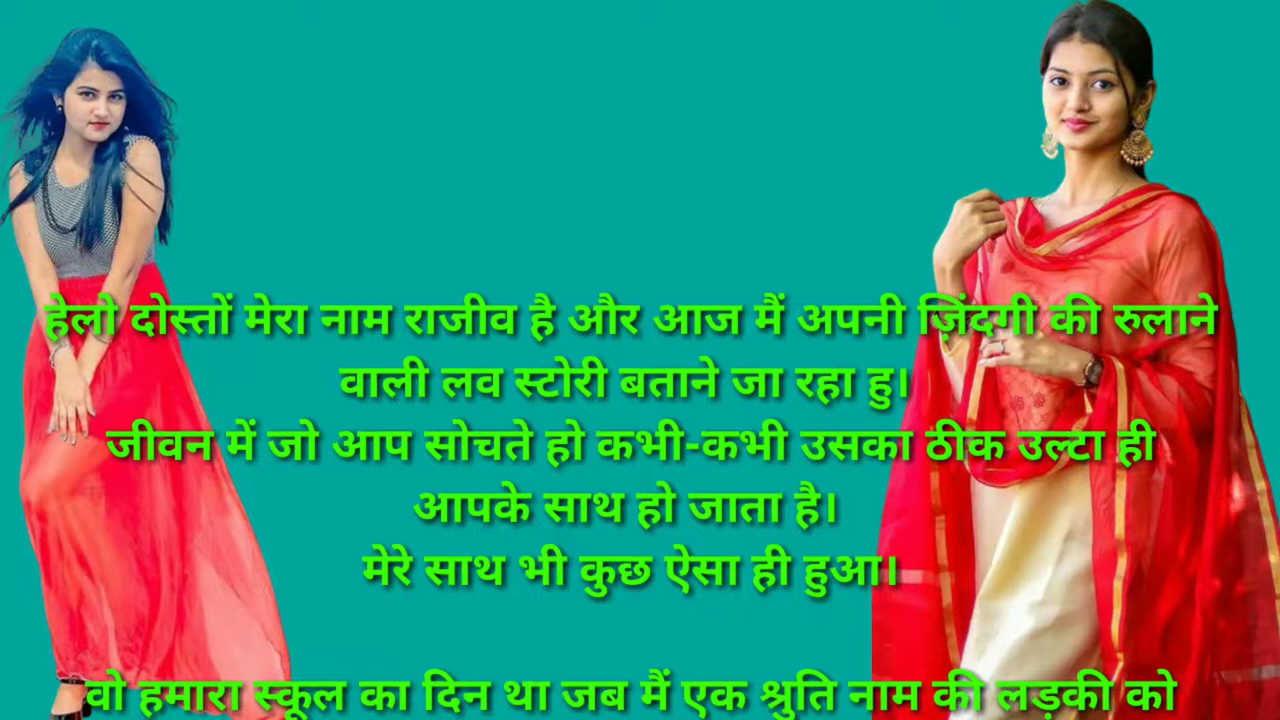 हेलो दोस्तों मेरा नाम राजीव है और आज मैं अपनी ज़िंदगी की रुलाने
वाली लव स्टोरी बताने जा रहा हु।
जीवन में जो आप सोचते हो कभी-कभी उसका ठीक उल्टा ही
आपके साथ हो जाता है।
मेरे साथ भी कुछ ऐसा ही हुआ।
वो हमारा स्कूल का दिन था जब मैं एक श्रुति नाम की लड़की को